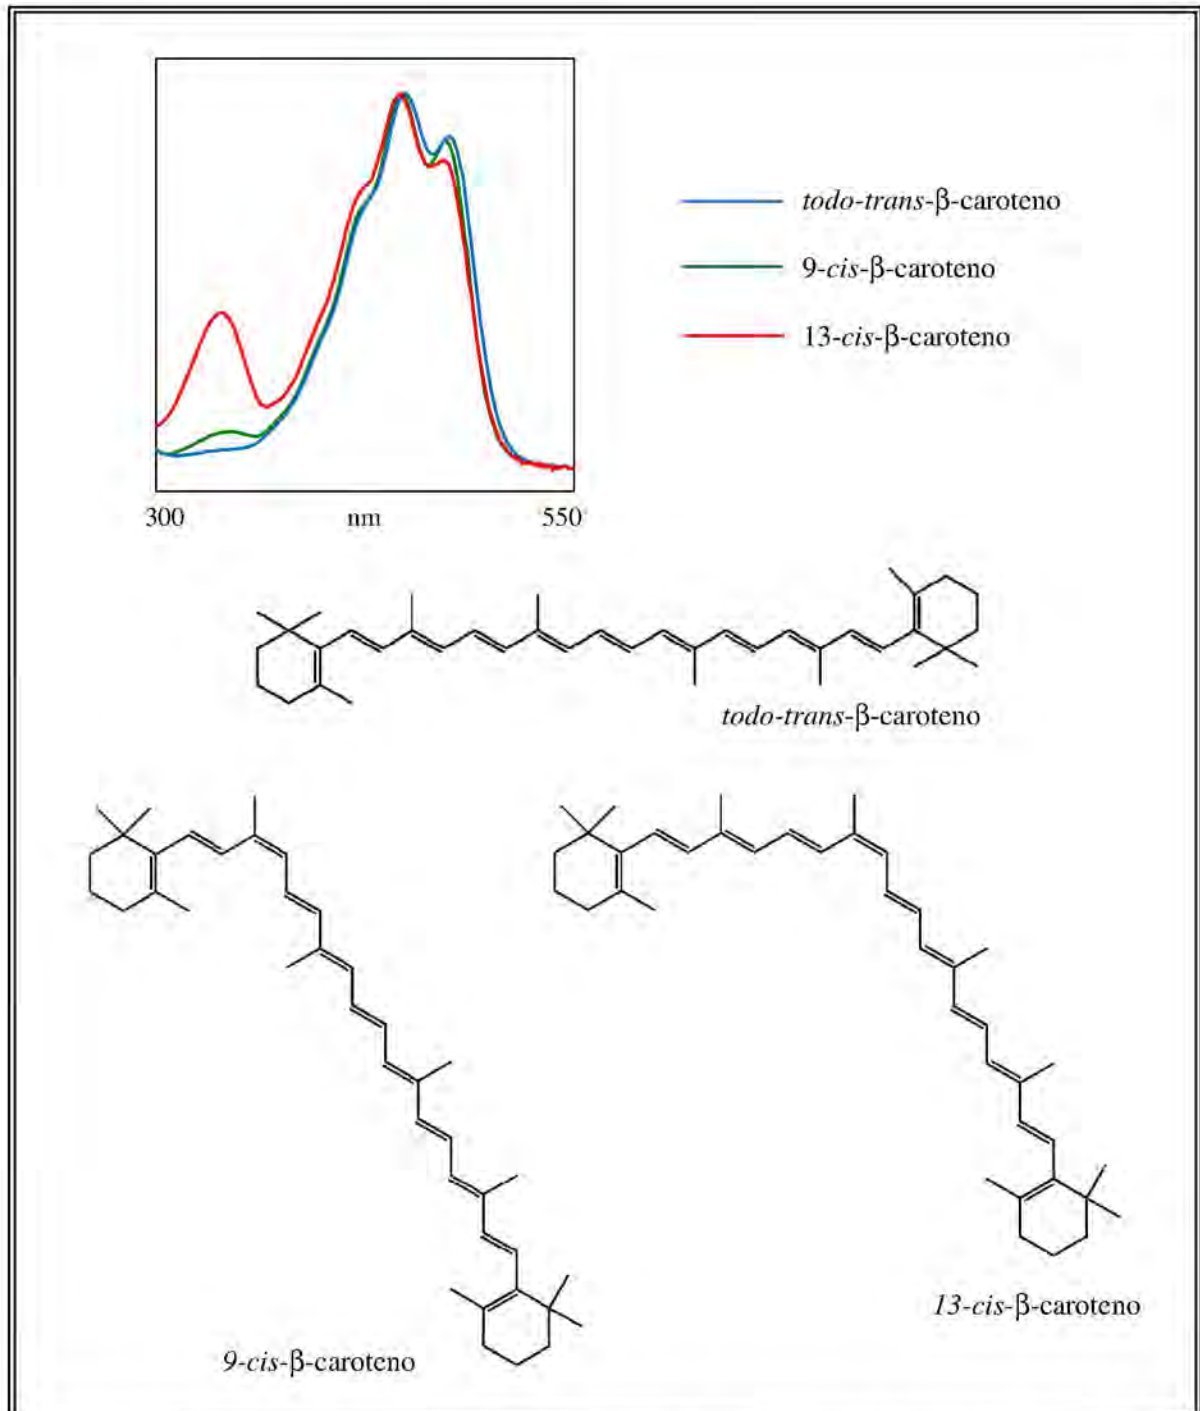 todo-trans-β-caroteno
9-cis-β-caroteno
13-cis-β-caroteno
300 nm 550
todo-trans-β-caroteno
13-cis-β-caroteno
9-cis-β-caroteno